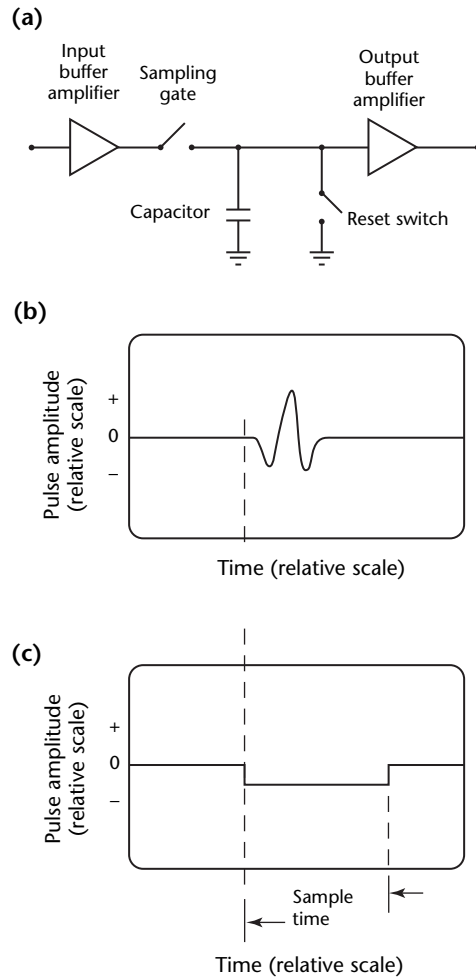 (a)
Input
buffer
amplifier
Sampling
gate
Output
buffer
amplifier
Capacitor
Reset switch
(b)
Pulse amplitude
(relative scale)
+
0
–
Time (relative scale)
(c)
Pulse amplitude
(relative scale)
+
0
–
Sample
time
Time (relative scale)